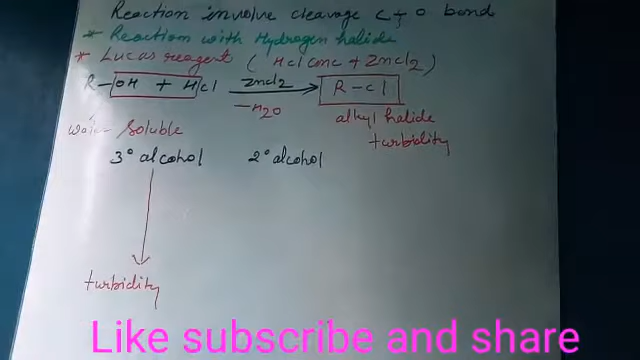 Reaction involve cleavage C+O bond
* Reaction with Hydrogen halide
* Lucas reagent ( HCl conc + ZnCl2 )
R-OH + HCl ZnCl2 -H2O R-Cl
alkyl halide
water soluble turbidity
3° alcohol 2° alcohol
turbidity
Like subscribe and share